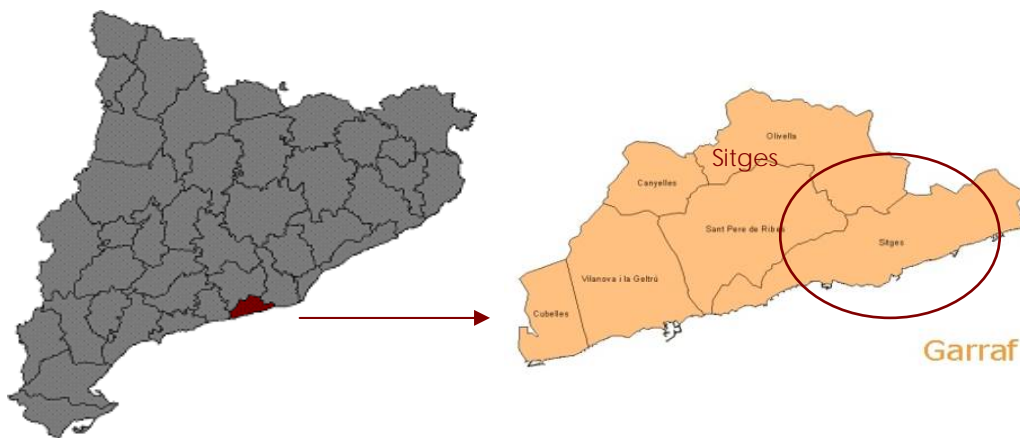 Olivella
Sitges
Canyelles
Sant Pere de Ribes
Sitges
Vilanova i la Geltrú
Cubelles
Garraf